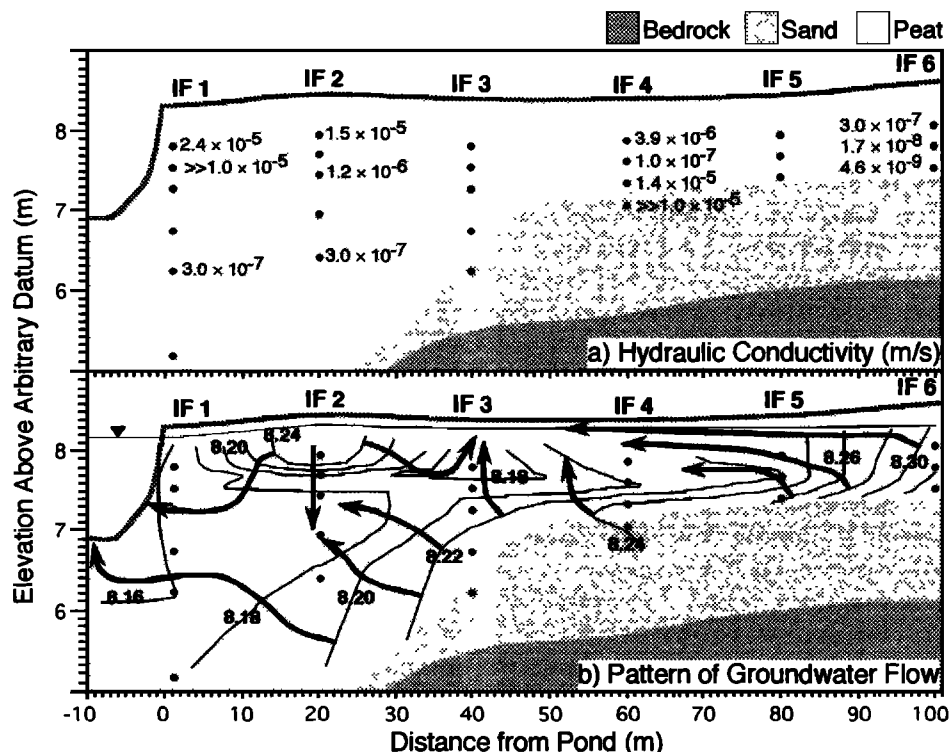 Bedrock Sand Peat
IF 1 IF 2 IF 3 IF 4 IF 5 IF 6
8
7
6
2.4 × 10⁻⁵
>>1.0 × 10⁻⁵
3.0 × 10⁻⁷
1.5 × 10⁻⁵
1.2 × 10⁻⁶
3.0 × 10⁻⁷
3.9 × 10⁻⁶
1.0 × 10⁻⁷
1.4 × 10⁻⁵
>>1.0 × 10⁻⁵
3.0 × 10⁻⁷
1.7 × 10⁻⁸
4.6 × 10⁻⁹
a) Hydraulic Conductivity (m/s)
Elevation Above Arbitrary Datum (m)
IF 1 IF 2 IF 3 IF 4 IF 5 IF 6
8
7
6
8.20
8.24
8.18
8.26
8.30
8.22
8.24
8.16
8.18
8.20
b) Pattern of Groundwater Flow
-10 0 10 20 30 40 50 60 70 80 90 100
Distance from Pond (m)